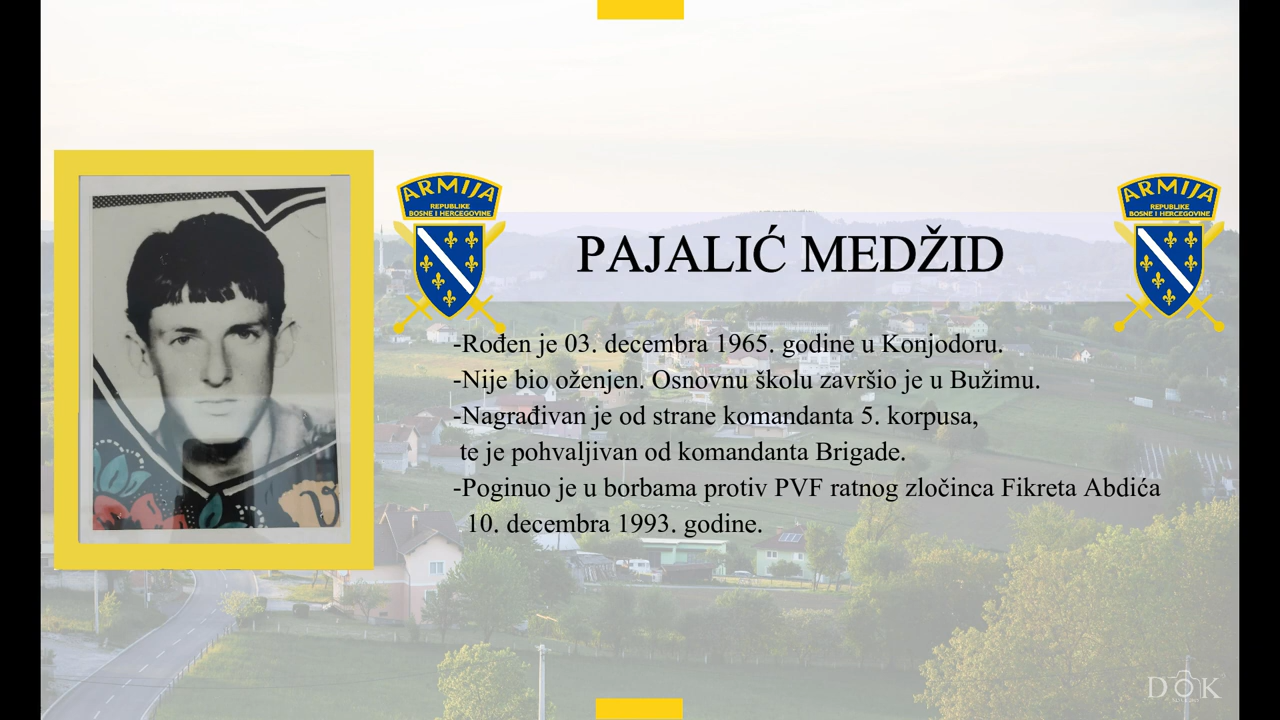 ARMIJA
REPUBLIKE
BOSNE I HERCEGOVINE
ARMIJA
REPUBLIKE
BOSNE I HERCEGOVINE
PAJALIĆ MEDŽID
-Rođen je 03. decembra 1965. godine u Konjodoru.
-Nije bio oženjen. Osnovnu školu završio je u Bužimu.
-Nagrađivan je od strane komandanta 5. korpusa,
te je pohvaljivan od komandanta Brigade.
-Poginuo je u borbama protiv PVF ratnog zločinca Fikreta Abdića
10. decembra 1993. godine.
DOK